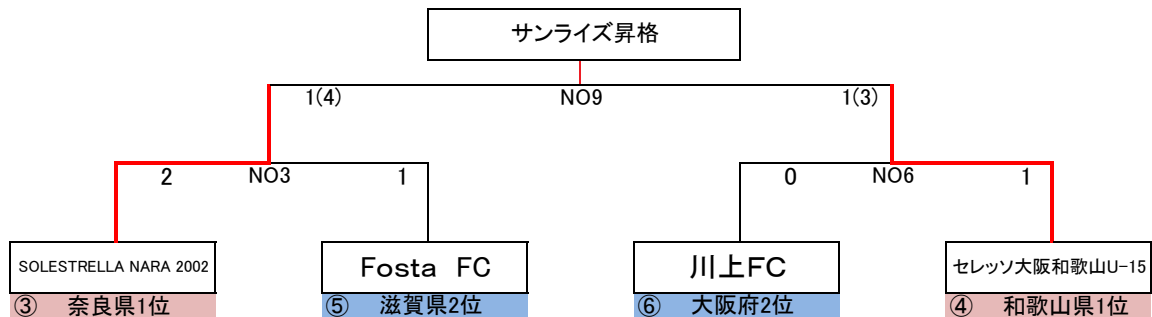 サンライズ昇格
1(4) NO9 1(3)
2 NO3 1 0 NO6 1
SOLESTRELLA NARA 2002 Fosta FC 川上FC セレッソ大阪和歌山U-15
③ 奈良県1位 ⑤ 滋賀県2位 ⑥ 大阪府2位 ④ 和歌山県1位